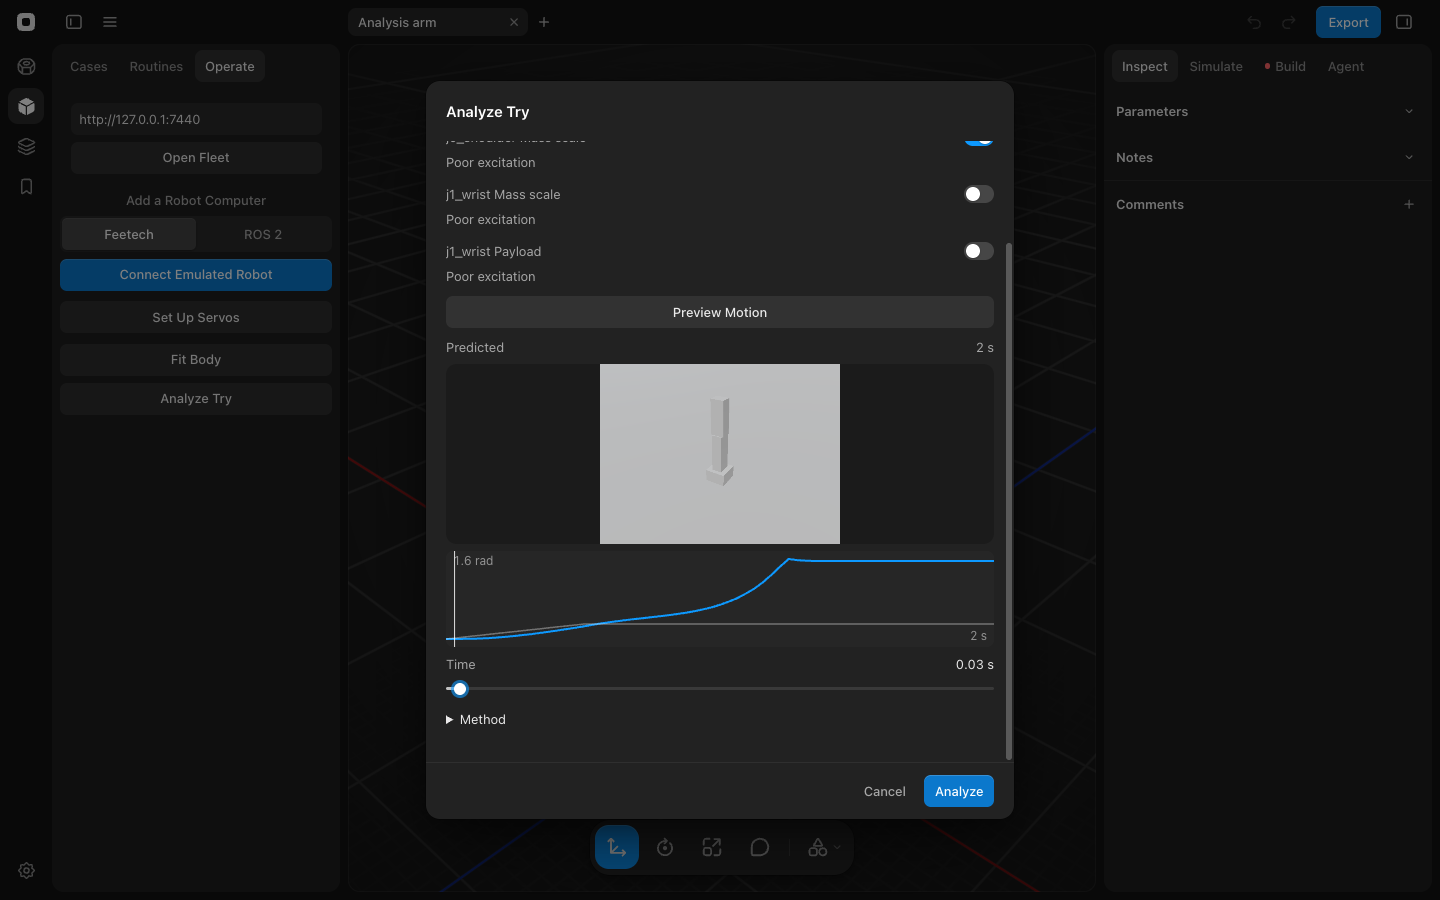 Analysis arm
Export
Cases
Routines
Operate
http://127.0.0.1:7440
Open Fleet
Add a Robot Computer
Feetech
ROS 2
Connect Emulated Robot
Set Up Servos
Fit Body
Analyze Try
Analyze Try
Poor excitation
j1_wrist Mass scale
Poor excitation
j1_wrist Payload
Poor excitation
Preview Motion
Predicted
2 s
1.6 rad
2 s
Time
0.03 s
Method
Cancel
Analyze
Inspect
Simulate
Build
Agent
Parameters
Notes
Comments